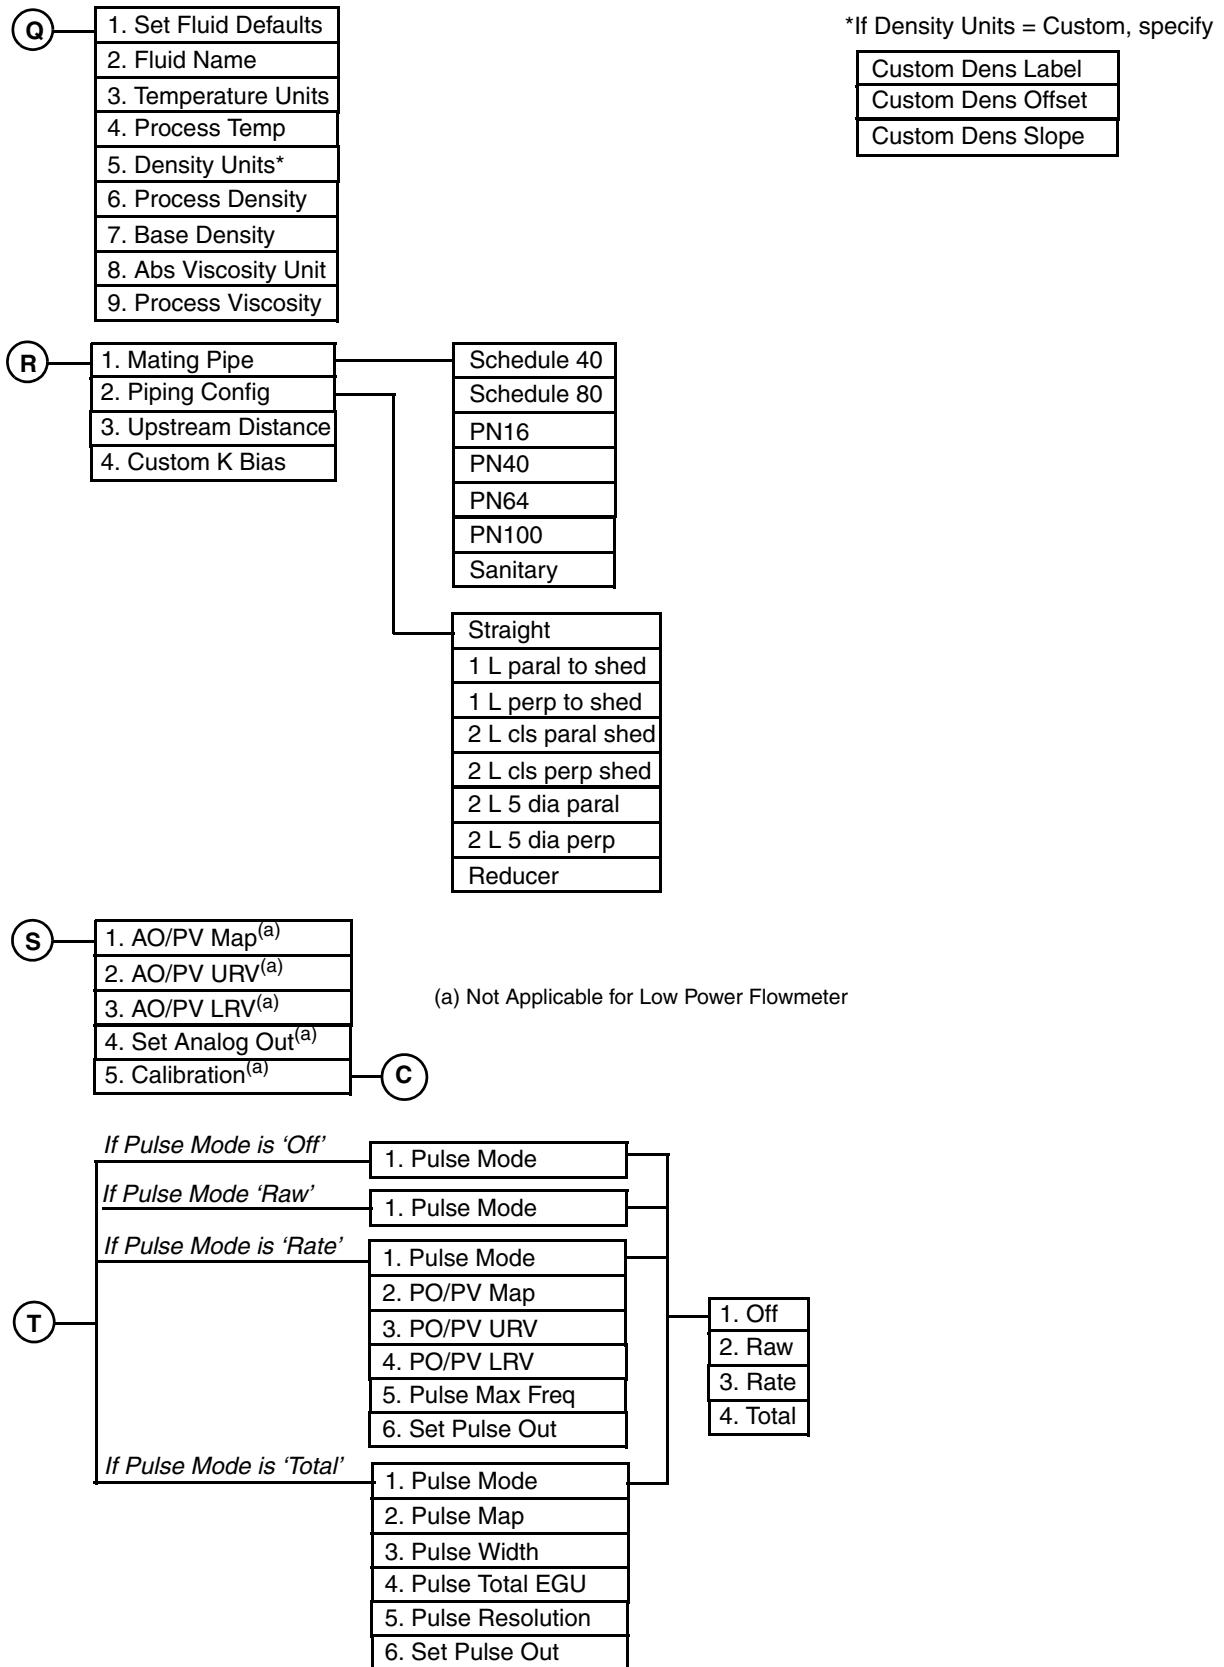 Q
1. Set Fluid Defaults
2. Fluid Name
3. Temperature Units
4. Process Temp
5. Density Units*
6. Process Density
7. Base Density
8. Abs Viscosity Unit
9. Process Viscosity
*If Density Units = Custom, specify
Custom Dens Label
Custom Dens Offset
Custom Dens Slope
R
1. Mating Pipe
2. Piping Config
3. Upstream Distance
4. Custom K Bias
Schedule 40
Schedule 80
PN16
PN40
PN64
PN100
Sanitary
Straight
1 L paral to shed
1 L perp to shed
2 L cls paral shed
2 L cls perp shed
2 L 5 dia paral
2 L 5 dia perp
Reducer
S
1. AO/PV Map(a)
2. AO/PV URV(a)
3. AO/PV LRV(a)
4. Set Analog Out(a)
5. Calibration(a)
C
(a) Not Applicable for Low Power Flowmeter
T
If Pulse Mode is ‘Off’
1. Pulse Mode
If Pulse Mode ‘Raw’
1. Pulse Mode
If Pulse Mode is ‘Rate’
1. Pulse Mode
2. PO/PV Map
3. PO/PV URV
4. PO/PV LRV
5. Pulse Max Freq
6. Set Pulse Out
If Pulse Mode is ‘Total’
1. Pulse Mode
2. Pulse Map
3. Pulse Width
4. Pulse Total EGU
5. Pulse Resolution
6. Set Pulse Out
1. Off
2. Raw
3. Rate
4. Total